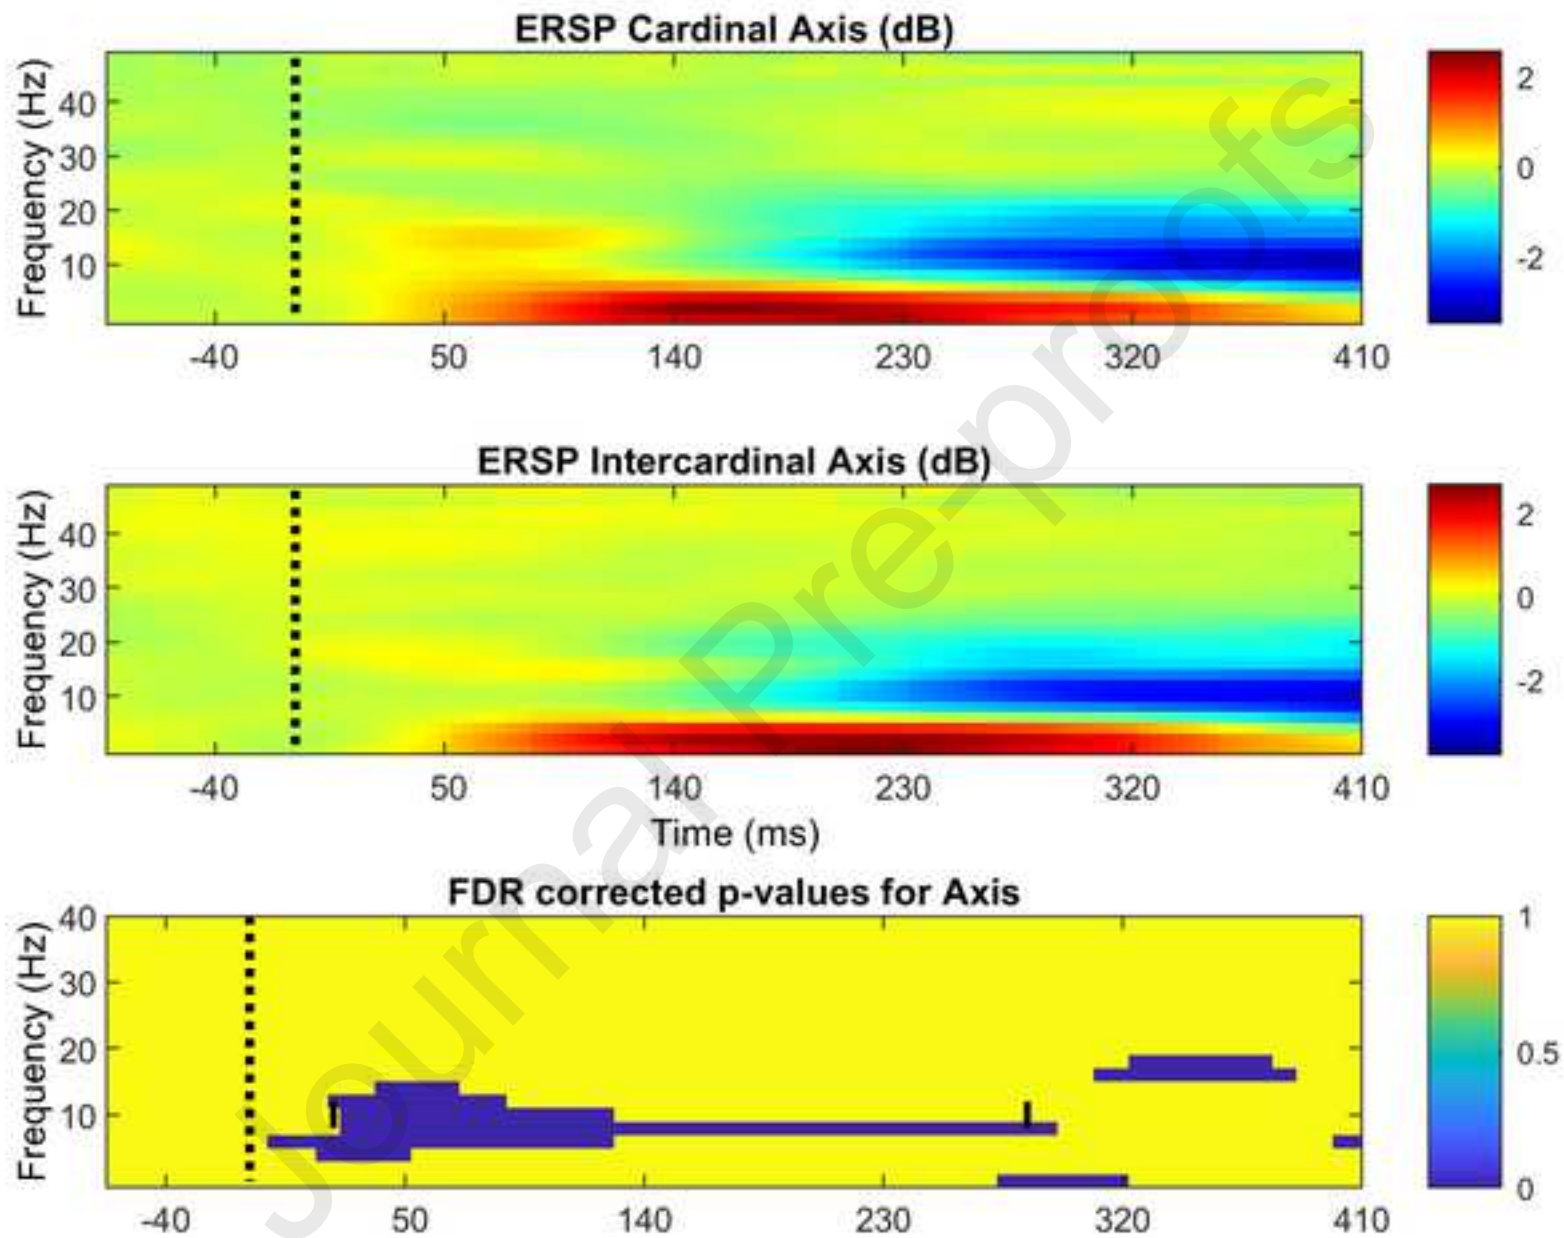 ERSP Cardinal Axis (dB)
Frequency (Hz)
40
30
20
10
-40 50 140 230 320 410
2
0
-2
ERSP Intercardinal Axis (dB)
Frequency (Hz)
40
30
20
10
-40 50 140 230 320 410
2
0
-2
Time (ms)
FDR corrected p-values for Axis
Frequency (Hz)
40
30
20
10
-40 50 140 230 320 410
1
0.5
0
Journal Pre-proofs